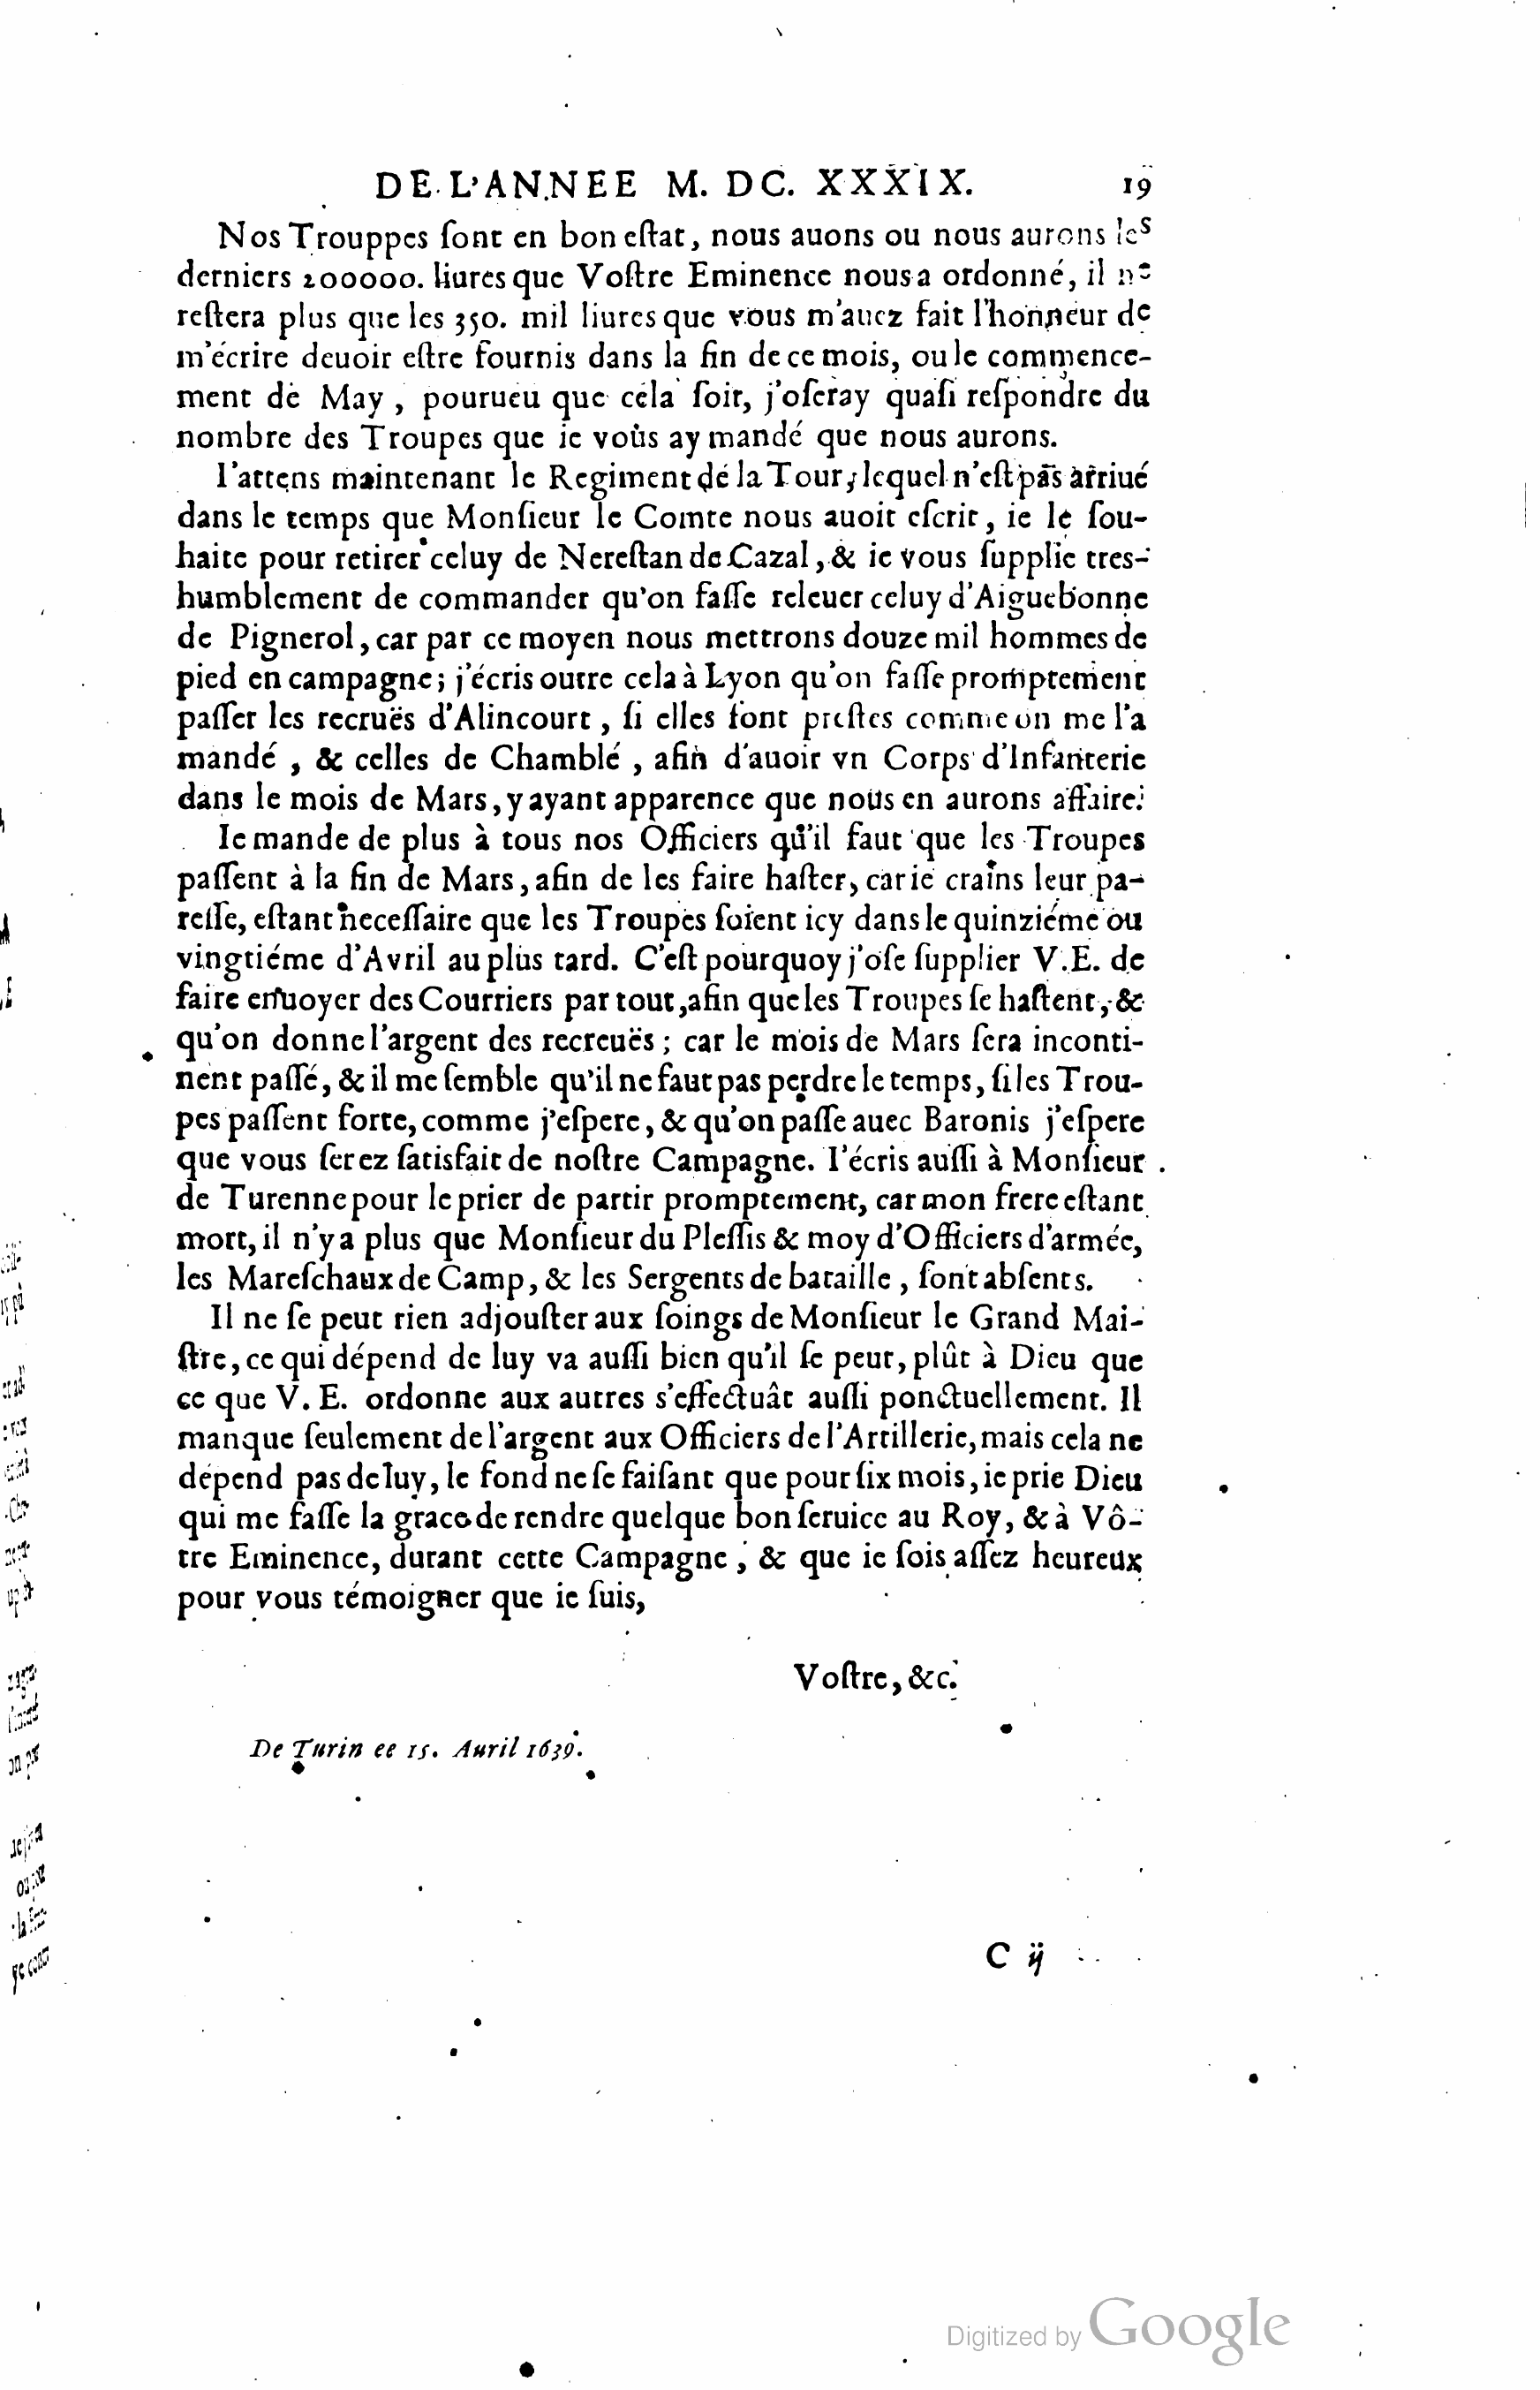 DE L'ANNEE M. DC. XXXIX. 19
Nos Trouppes ſont en bon eſtat, nous auons ou nous aurons les
derniers 200000. liures que Voſtre Eminence nous a ordonné, il ne
reſtera plus que les 350. mil liures que vous m'auez fait l'honneur de
m'écrire deuoir eſtre fournis dans la fin de ce mois, ou le commence-
ment de May, pourueu que cela ſoit, j'oſeray quaſi reſpondre du
nombre des Troupes que ie vous ay mandé que nous aurons.
I'attens maintenant le Regiment de la Tour, lequel n'eſt pas arriué
dans le temps que Monſieur le Comte nous auoit eſcrit, ie le ſou-
haite pour retirer celuy de Nereſtan de Cazal, & ie vous ſupplie tres-
humblement de commander qu'on faſſe releuer celuy d'Aiguebonne
de Pignerol, car par ce moyen nous mettrons douze mil hommes de
pied en campagne; j'écris outre cela à Lyon qu'on faſſe promptement
paſſer les recruës d'Alincourt, ſi elles ſont preſtes comme on me l'a
mandé, & celles de Chamblé, afin d'auoir vn Corps d'Infanterie
dans le mois de Mars, y ayant apparence que nous en aurons affaire.
Ie mande de plus à tous nos Officiers qu'il faut que les Troupes
paſſent à la fin de Mars, afin de les faire haſter, car ie crains leur pa-
reſſe, eſtant neceſſaire que les Troupes ſoient icy dans le quinziéme ou
vingtiéme d'Avril au plus tard. C'eſt pourquoy j'oſe ſupplier V. E. de
faire enuoyer des Courriers par tout, afin que les Troupes ſe haſtent, &
qu'on donne l'argent des recreuës; car le mois de Mars ſera inconti-
nent paſſé, & il me ſemble qu'il ne faut pas perdre le temps, ſi les Trou-
pes paſſent forte, comme j'eſpere, & qu'on paſſe auec Baronis j'eſpere
que vous ſerez ſatisfait de noſtre Campagne. I'écris auſſi à Monſieur
de Turenne pour le prier de partir promptement, car mon frere eſtant
mort, il n'y a plus que Monſieur du Pleſſis & moy d'Officiers d'armée,
les Mareſchaux de Camp, & les Sergents de bataille, ſont abſents.
Il ne ſe peut rien adjouſter aux ſoings de Monſieur le Grand Mai-
ſtre, ce qui dépend de luy va auſſi bien qu'il ſe peut, plût à Dieu que
ce que V. E. ordonne aux autres s'effectuât auſſi ponctuellement. Il
manque ſeulement de l'argent aux Officiers de l'Artillerie, mais cela ne
dépend pas de luy, le fond ne ſe faiſant que pour ſix mois, ie prie Dieu
qui me faſſe la grace de rendre quelque bon ſeruice au Roy, & à Vô-
tre Eminence, durant cette Campagne, & que ie ſois aſſez heureux
pour vous témoigner que ie ſuis,
Voſtre, &c.
De Turin ee 15. Auril 1639.
C ij
Digitized by Google